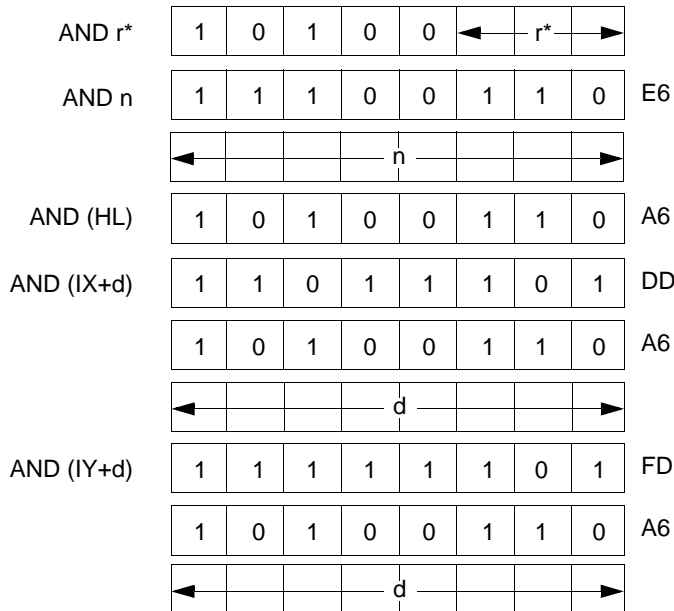 AND r* 1 0 1 0 0 r*
AND n 1 1 1 0 0 1 1 0 E6
n
AND (HL) 1 0 1 0 0 1 1 0 A6
AND (IX+d) 1 1 0 1 1 1 0 1 DD
1 0 1 0 0 1 1 0 A6
d
AND (IY+d) 1 1 1 1 1 1 0 1 FD
1 0 1 0 0 1 1 0 A6
d